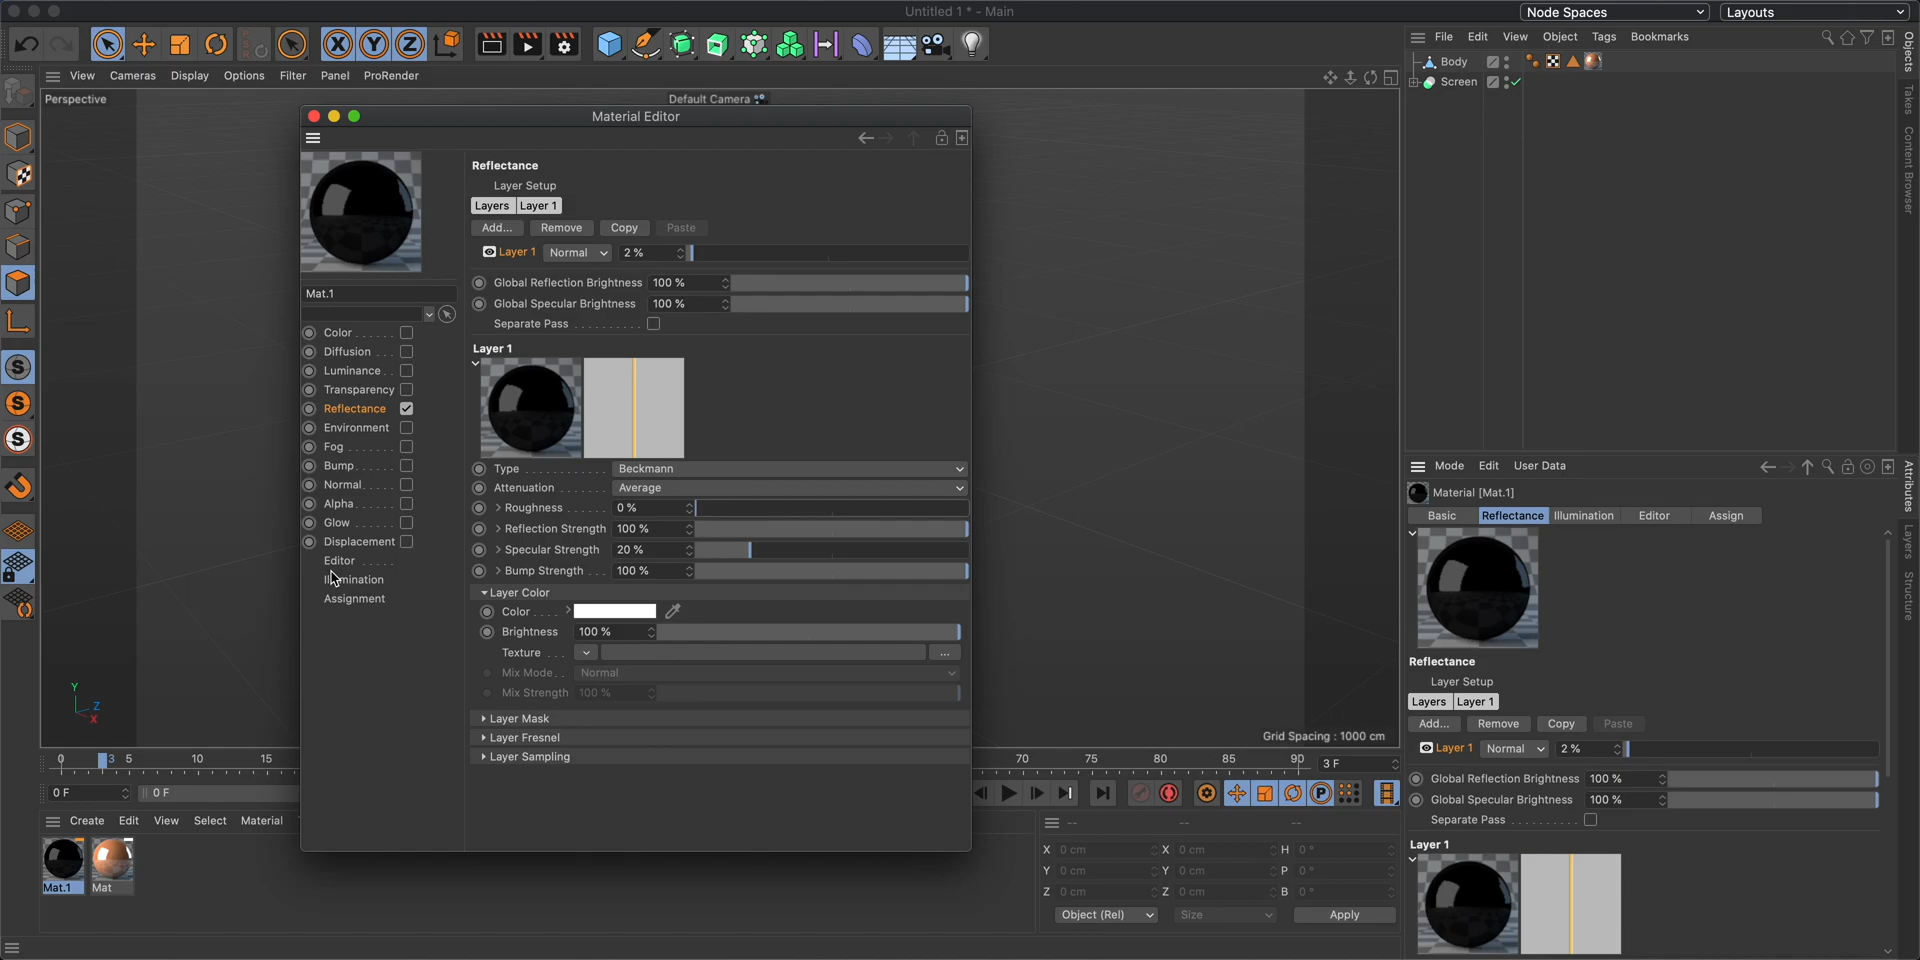 Untitled 1 * - Main
Node Spaces
Layouts
File Edit View Object Tags Bookmarks
Body
Screen
Objects
Takes
Content Browser
View Cameras Display Options Filter Panel ProRender
Perspective
Default Camera
Material Editor
Mat.1
Color
Diffusion
Luminance
Transparency
Reflectance
Environment
Fog
Bump
Normal
Alpha
Glow
Displacement
Editor
Assignment
Reflectance
Layer Setup
Layers Layer 1
Add... Remove Copy Paste
Layer 1 Normal 2 %
Global Reflection Brightness 100 %
Global Specular Brightness 100 %
Separate Pass
Layer 1
Type Beckmann
Attenuation Average
Roughness 0 %
Reflection Strength 100 %
Specular Strength 20 %
Bump Strength 100 %
Layer Color
Color
Brightness 100 %
Texture ...
Mix Mode Normal
Mix Strength 100 %
Layer Mask
Layer Fresnel
Layer Sampling
Y
Z
X
Grid Spacing : 1000 cm
0 3 5 10 15 70 75 80 85 90 3 F
0 F 0 F
Create Edit View Select Material
Mat.1 Mat
-- -- --
X 0 cm X 0 cm H 0 °
Y 0 cm Y 0 cm P 0 °
Z 0 cm Z 0 cm B 0 °
Object (Rel) Size Apply
Mode Edit User Data
Material [Mat.1]
Basic Reflectance Illumination Editor Assign
Reflectance
Layer Setup
Layers Layer 1
Add... Remove Copy Paste
Layer 1 Normal 2 %
Global Reflection Brightness 100 %
Global Specular Brightness 100 %
Separate Pass
Layer 1
Attributes
Layers
Structure